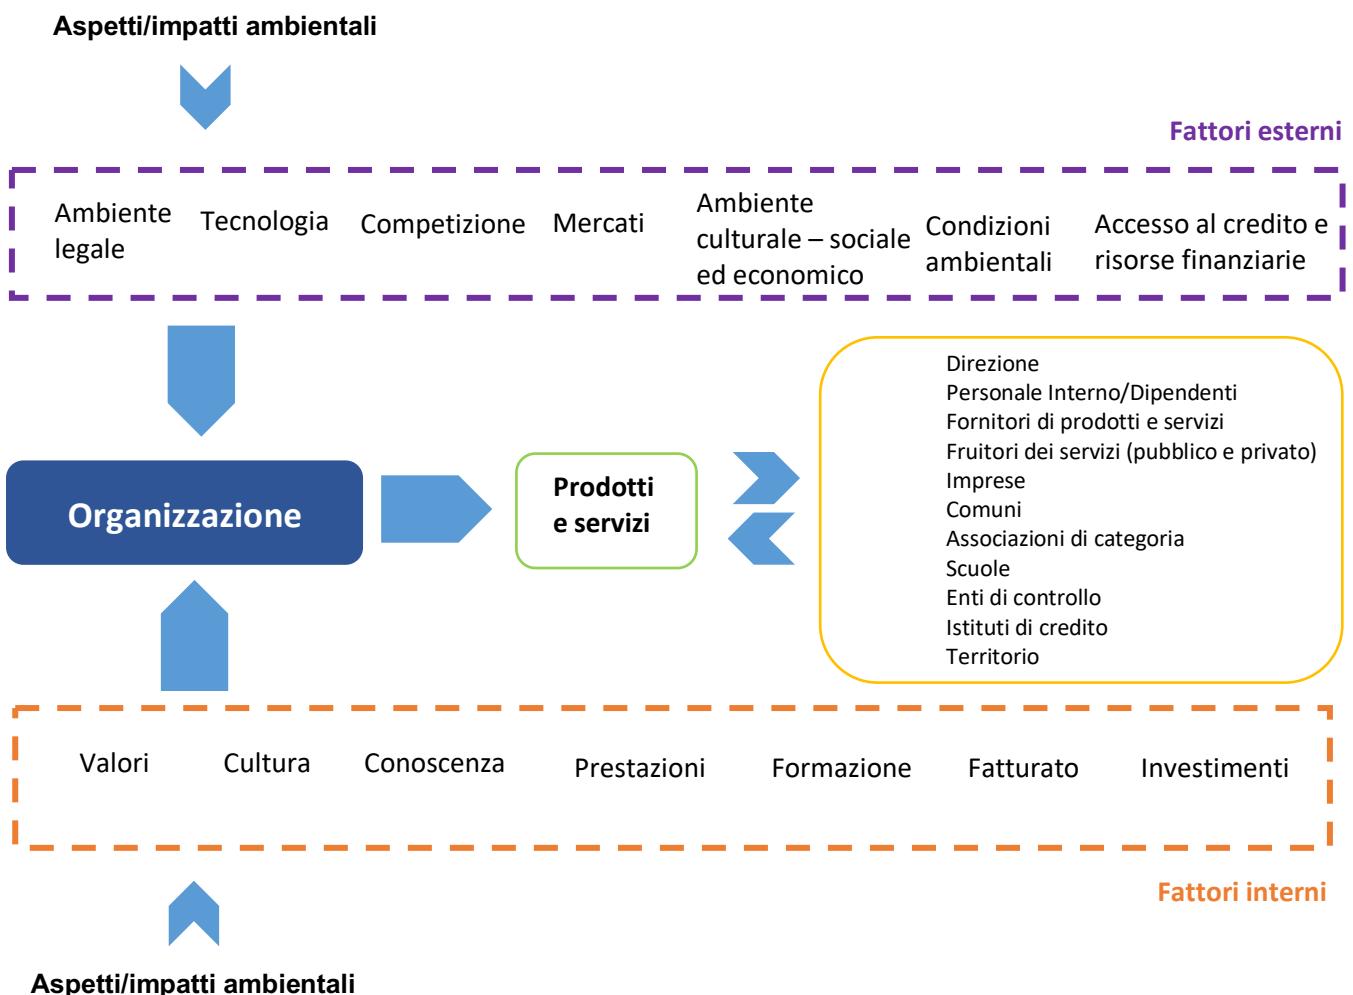 Aspetti/impatti ambientali
Fattori esterni
Ambiente
legale
Tecnologia
Competizione
Mercati
Ambiente
culturale – sociale
ed economico
Condizioni
ambientali
Accesso al credito e
risorse finanziarie
Direzione
Personale Interno/Dipendenti
Fornitori di prodotti e servizi
Fruitori dei servizi (pubblico e privato)
Imprese
Comuni
Associazioni di categoria
Scuole
Enti di controllo
Istituti di credito
Territorio
Organizzazione
Prodotti
e servizi
Valori
Cultura
Conoscenza
Prestazioni
Formazione
Fatturato
Investimenti
Fattori interni
Aspetti/impatti ambientali